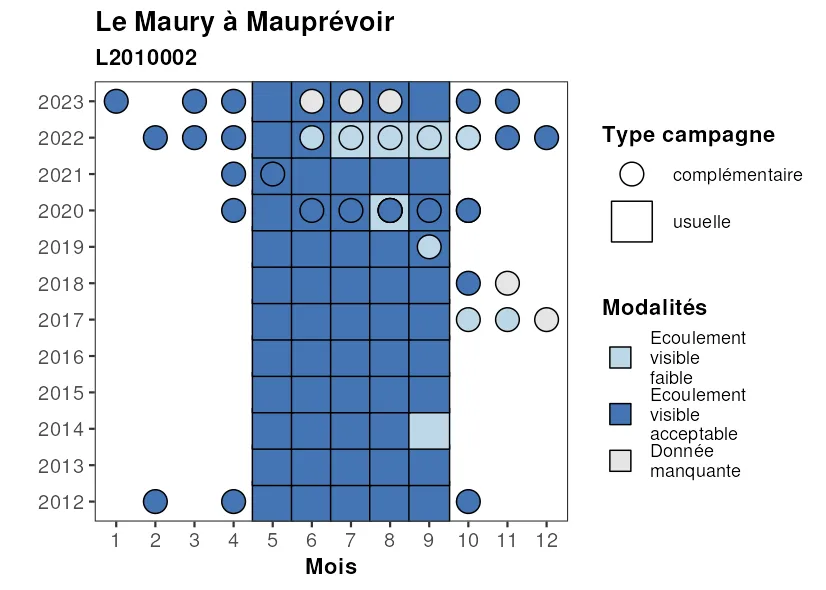 Le Maury à Mauprévoir
L2010002
2023
2022
2021
2020
2019
2018
2017
2016
2015
2014
2013
2012
1 2 3 4 5 6 7 8 9 10 11 12
Mois
Type campagne
complémentaire
usuelle
Modalités
Ecoulement
visible
faible
Ecoulement
visible
acceptable
Donnée
manquante